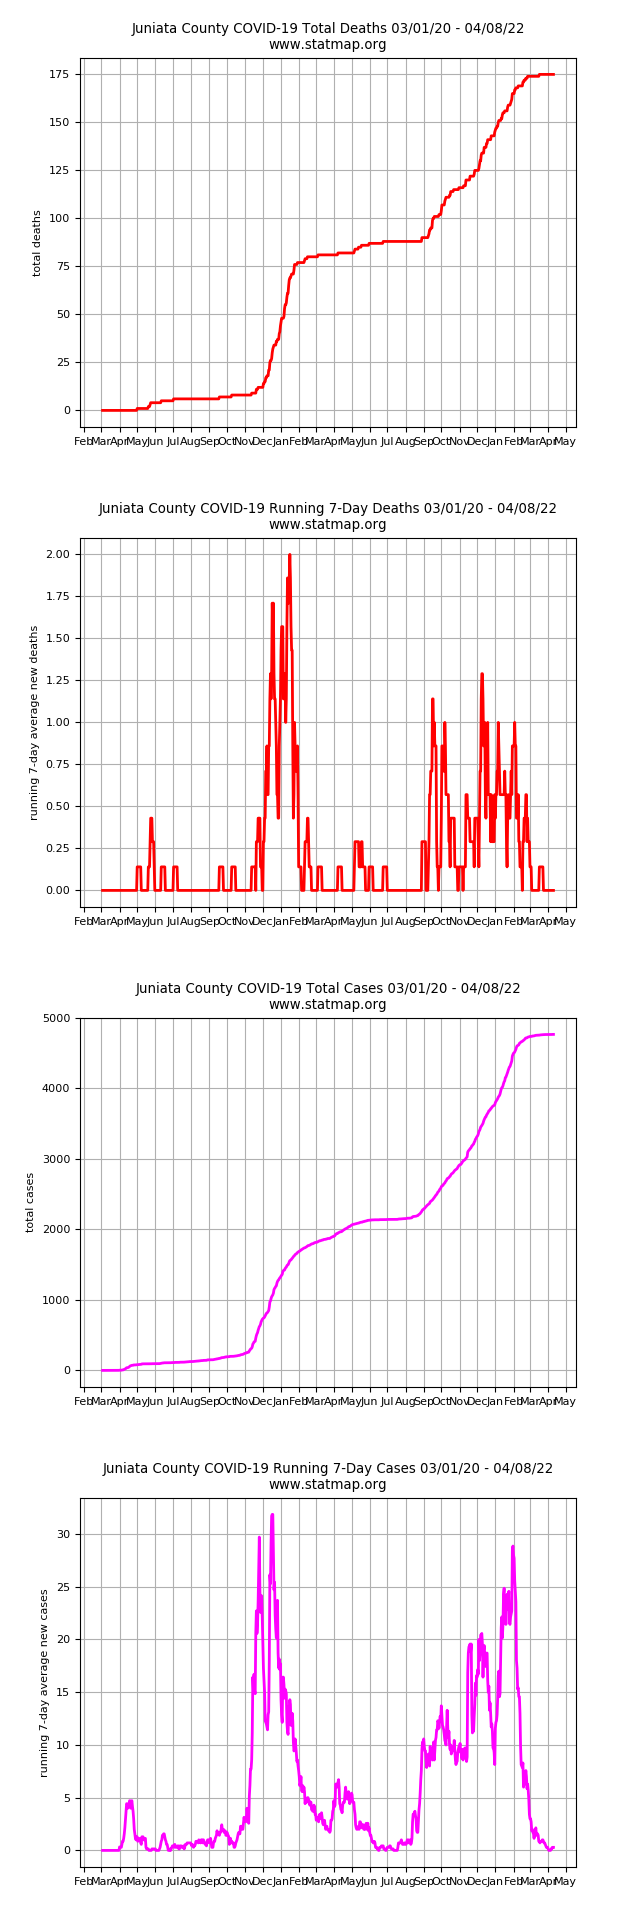 Juniata County COVID-19 Total Deaths 03/01/20 - 04/08/22
www.statmap.org
175
150
125
100
75
50
25
0
total deaths
Feb Mar Apr May Jun Jul Aug Sep Oct Nov Dec Jan Feb Mar Apr May Jun Jul Aug Sep Oct Nov Dec Jan Feb Mar Apr May
Juniata County COVID-19 Running 7-Day Deaths 03/01/20 - 04/08/22
www.statmap.org
2.00
1.75
1.50
1.25
1.00
0.75
0.50
0.25
0.00
running 7-day average new deaths
Feb Mar Apr May Jun Jul Aug Sep Oct Nov Dec Jan Feb Mar Apr May Jun Jul Aug Sep Oct Nov Dec Jan Feb Mar Apr May
Juniata County COVID-19 Total Cases 03/01/20 - 04/08/22
www.statmap.org
5000
4000
3000
2000
1000
0
total cases
Feb Mar Apr May Jun Jul Aug Sep Oct Nov Dec Jan Feb Mar Apr May Jun Jul Aug Sep Oct Nov Dec Jan Feb Mar Apr May
Juniata County COVID-19 Running 7-Day Cases 03/01/20 - 04/08/22
www.statmap.org
30
25
20
15
10
5
0
running 7-day average new cases
Feb Mar Apr May Jun Jul Aug Sep Oct Nov Dec Jan Feb Mar Apr May Jun Jul Aug Sep Oct Nov Dec Jan Feb Mar Apr May